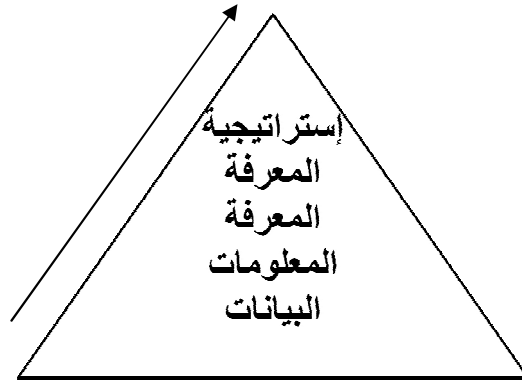 إستراتيجية
المعرفة
المعرفة
المعلومات
البيانات